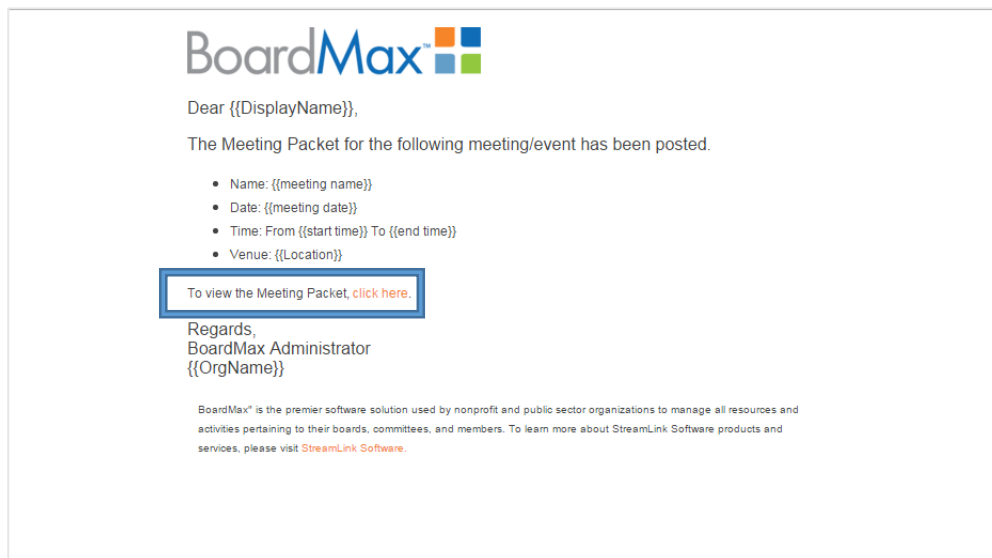 BoardMax™
Dear {{DisplayName}},
The Meeting Packet for the following meeting/event has been posted.
• Name: {{meeting name}}
• Date: {{meeting date}}
• Time: From {{start time}} To {{end time}}
• Venue: {{Location}}
To view the Meeting Packet, click here.
Regards,
BoardMax Administrator
{{OrgName}}
BoardMax® is the premier software solution used by nonprofit and public sector organizations to manage all resources and
activities pertaining to their boards, committees, and members. To learn more about StreamLink Software products and
services, please visit StreamLink Software.